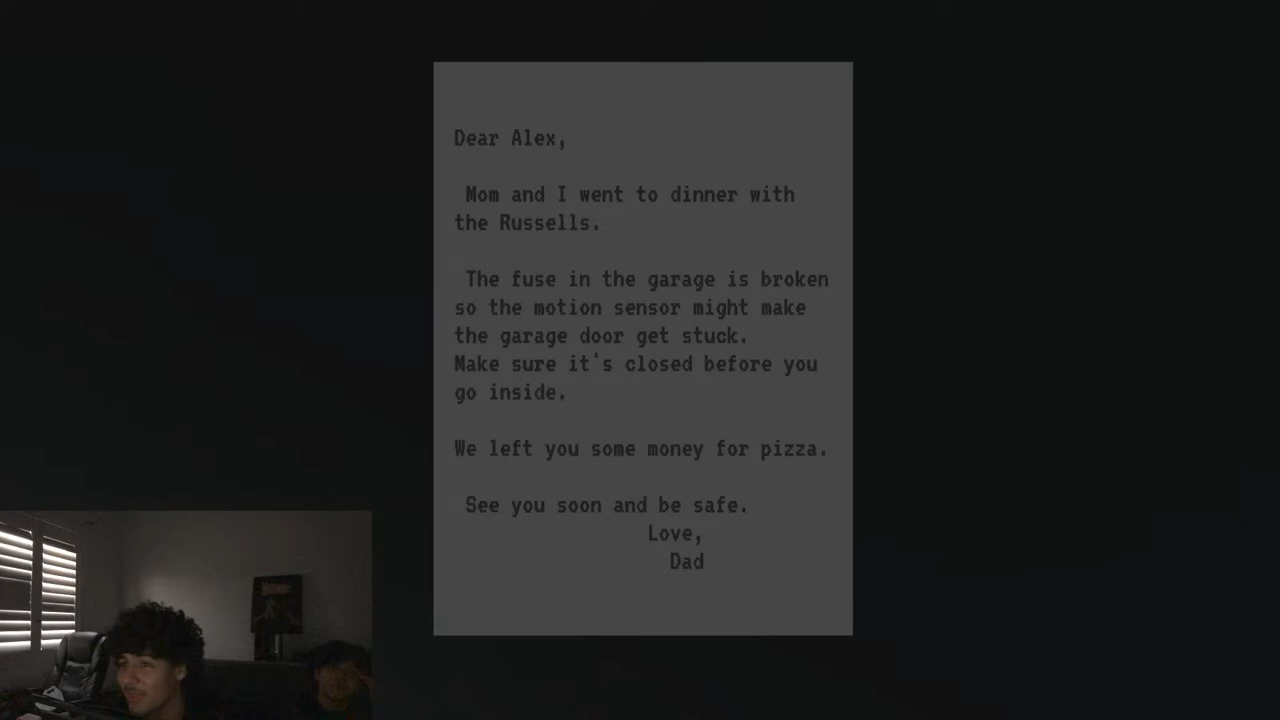 Dear Alex,
Mom and I went to dinner with
the Russells.
The fuse in the garage is broken
so the motion sensor might make
the garage door get stuck.
Make sure it's closed before you
go inside.
We left you some money for pizza.
See you soon and be safe.
Love,
Dad